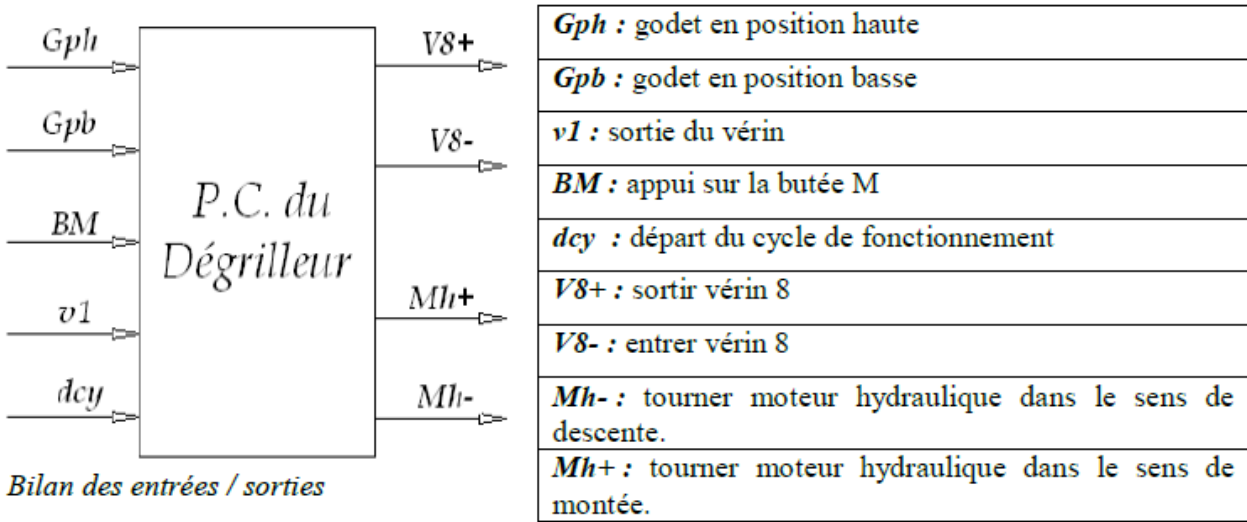 Gph
Gpb
BM
v1
dcy
P.C. du
Dégrilleur
V8+
V8-
Mh+
Mh-
Bilan des entrées / sorties
Gph : godet en position haute
Gpb : godet en position basse
v1 : sortie du vérin
BM : appui sur la butée M
dcy : départ du cycle de fonctionnement
V8+ : sortir vérin 8
V8- : entrer vérin 8
Mh- : tourner moteur hydraulique dans le sens de
descente.
Mh+ : tourner moteur hydraulique dans le sens de
montée.